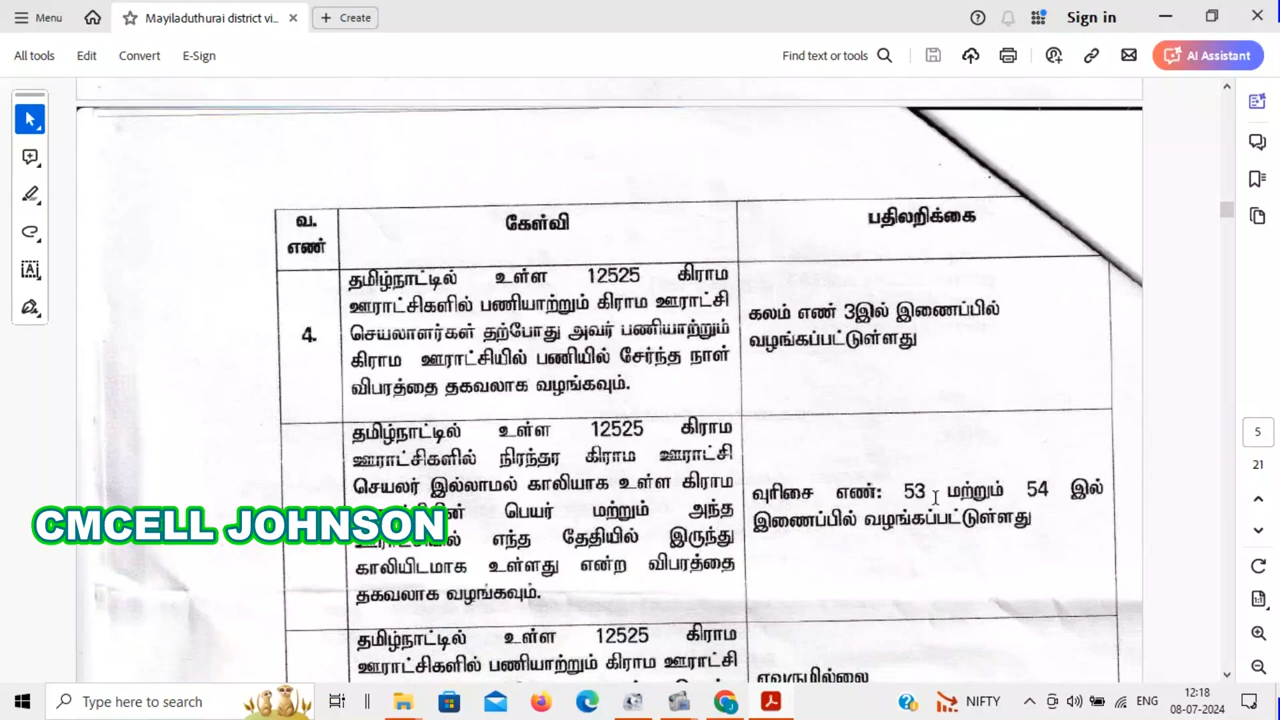 Menu
Mayiladuthurai district vi...
Create
Sign in
All tools
Edit
Convert
E-Sign
Find text or tools
AI Assistant
வ. எண்
கேள்வி
பதிலறிக்கை
4.
தமிழ்நாட்டில் உள்ள 12525 கிராம
ஊராட்சிகளில் பணியாற்றும் கிராம ஊராட்சி
செயலாளர்கள் தற்போது அவர் பணியாற்றும்
கிராம ஊராட்சியில் பணியில் சேர்ந்த நாள்
விபரத்தை தகவலாக வழங்கவும்.
கலம் எண் 3இல் இணைப்பில்
வழங்கப்பட்டுள்ளது
தமிழ்நாட்டில் உள்ள 12525 கிராம
ஊராட்சிகளில் நிரந்தர கிராம ஊராட்சி
செயலர் இல்லாமல் காலியாக உள்ள கிராம
பெயர் மற்றும் அந்த
எந்த தேதியில் இருந்து
காலியிடமாக உள்ளது என்ற விபரத்தை
தகவலாக வழங்கவும்.
வுரிசை எண்: 53 மற்றும் 54 இல்
இணைப்பில் வழங்கப்பட்டுள்ளது
CMCELL JOHNSON
தமிழ்நாட்டில் உள்ள 12525 கிராம
ஊராட்சிகளில் பணியாற்றும் கிராம ஊராட்சி
எவருமில்லை
5
21
Type here to search
NIFTY
ENG
12:18
08-07-2024